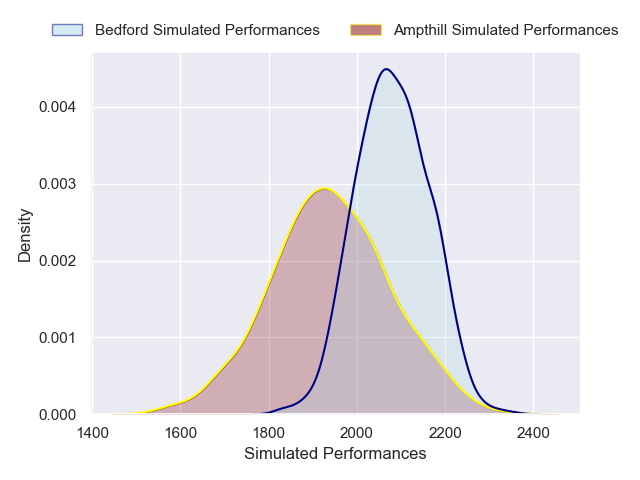 Bedford Simulated Performances Ampthill Simulated Performances
0.004
0.003
0.002
0.001
0.000
Density
1400 1600 1800 2000 2200 2400
Simulated Performances